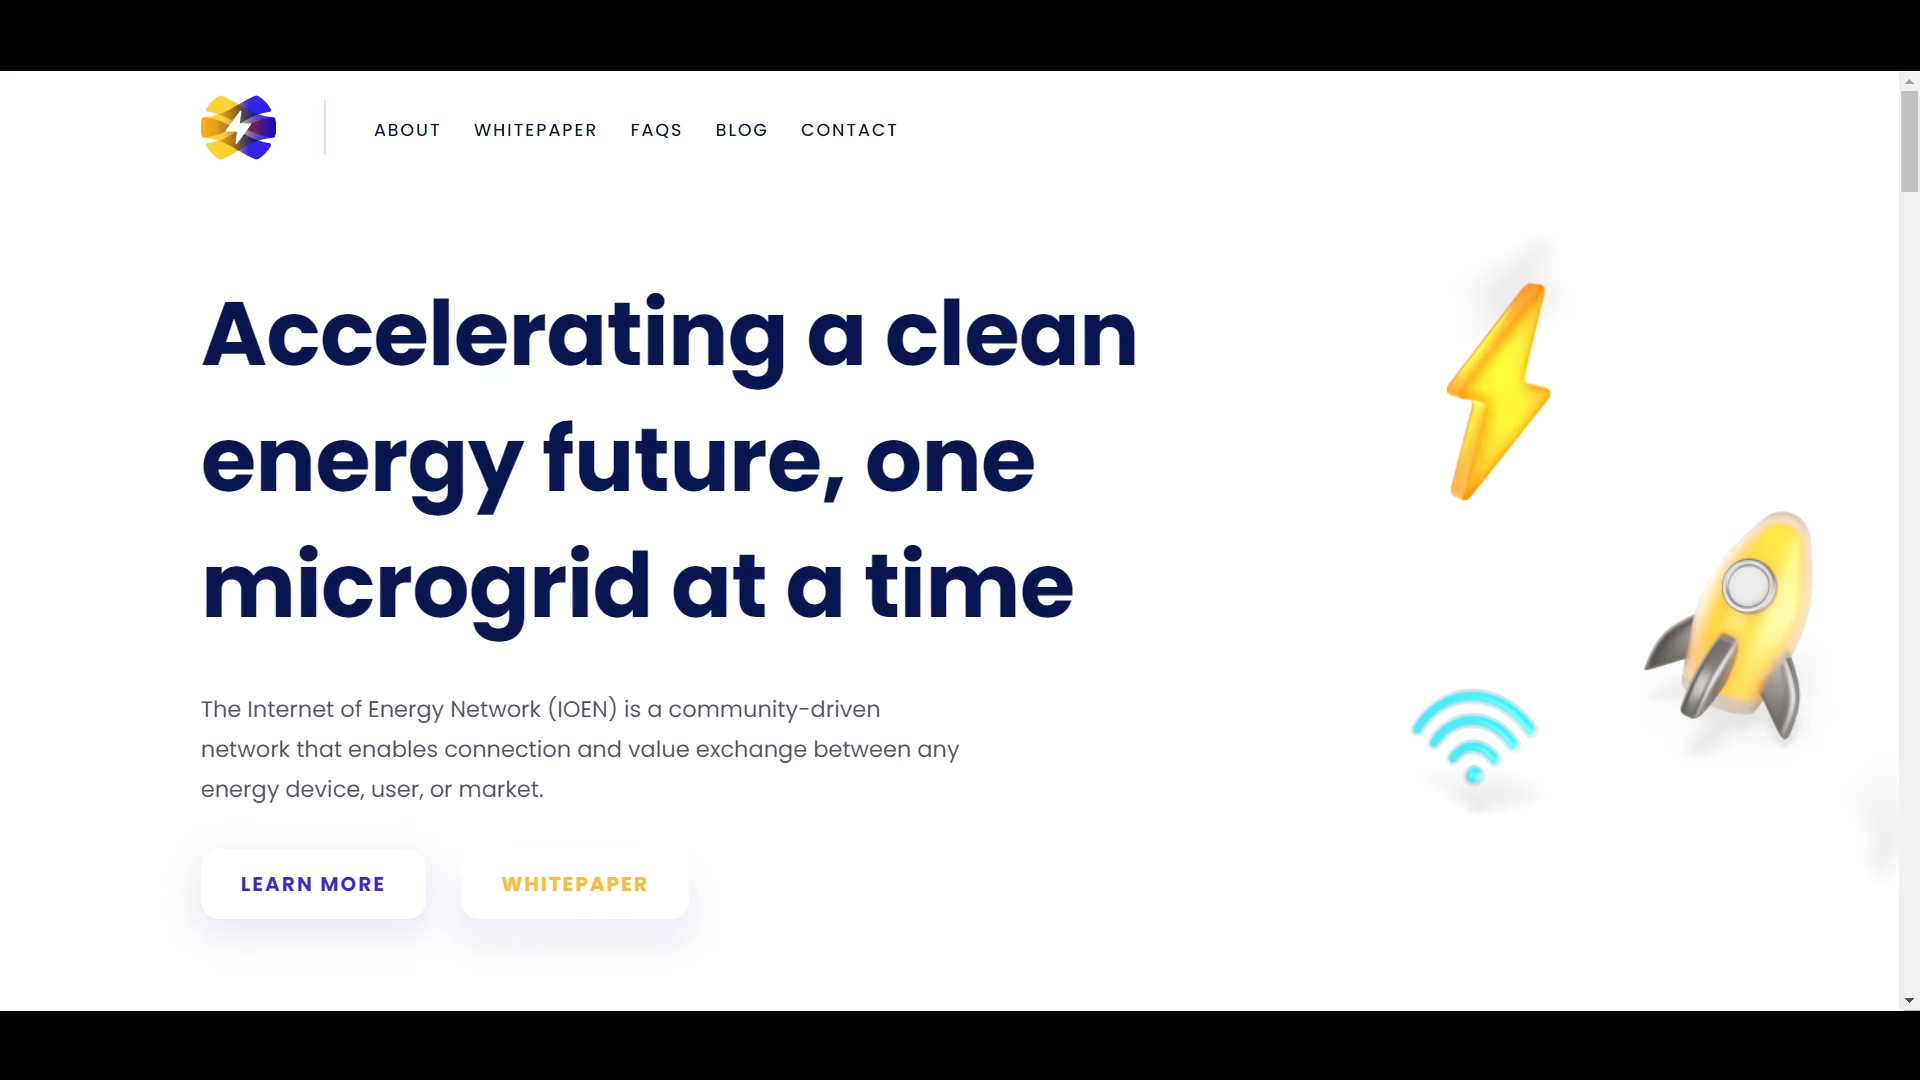 ABOUT WHITEPAPER FAQS BLOG CONTACT
Accelerating a clean
energy future, one
microgrid at a time
The Internet of Energy Network (IOEN) is a community-driven
network that enables connection and value exchange between any
energy device, user, or market.
LEARN MORE WHITEPAPER